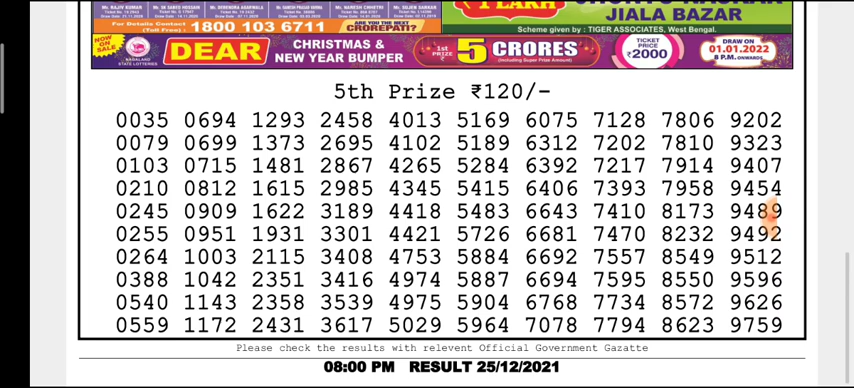 JIALA BAZAR
For Details Contact: (Toll Free) : 1800 103 6711
ARE YOU THE NEXT CROREPATI?
Scheme given by : TIGER ASSOCIATES, West Bengal.
NOW ON SALE
NAGALAND STATE LOTTERIES
DEAR CHRISTMAS & NEW YEAR BUMPER
1st PRIZE ₹ 5 CRORES
(Including Super Prize Amount)
TICKET PRICE ₹2000
DRAW ON 01.01.2022 8 P.M. ONWARDS
5th Prize ₹120/-
0035 0694 1293 2458 4013 5169 6075 7128 7806 9202
0079 0699 1373 2695 4102 5189 6312 7202 7810 9323
0103 0715 1481 2867 4265 5284 6392 7217 7914 9407
0210 0812 1615 2985 4345 5415 6406 7393 7958 9454
0245 0909 1622 3189 4418 5483 6643 7410 8173 9489
0255 0951 1931 3301 4421 5726 6681 7470 8232 9492
0264 1003 2115 3408 4753 5884 6692 7557 8549 9512
0388 1042 2351 3416 4974 5887 6694 7595 8550 9596
0540 1143 2358 3539 4975 5904 6768 7734 8572 9626
0559 1172 2431 3617 5029 5964 7078 7794 8623 9759
Please check the results with relevent Official Government Gazatte
08:00 PM RESULT 25/12/2021